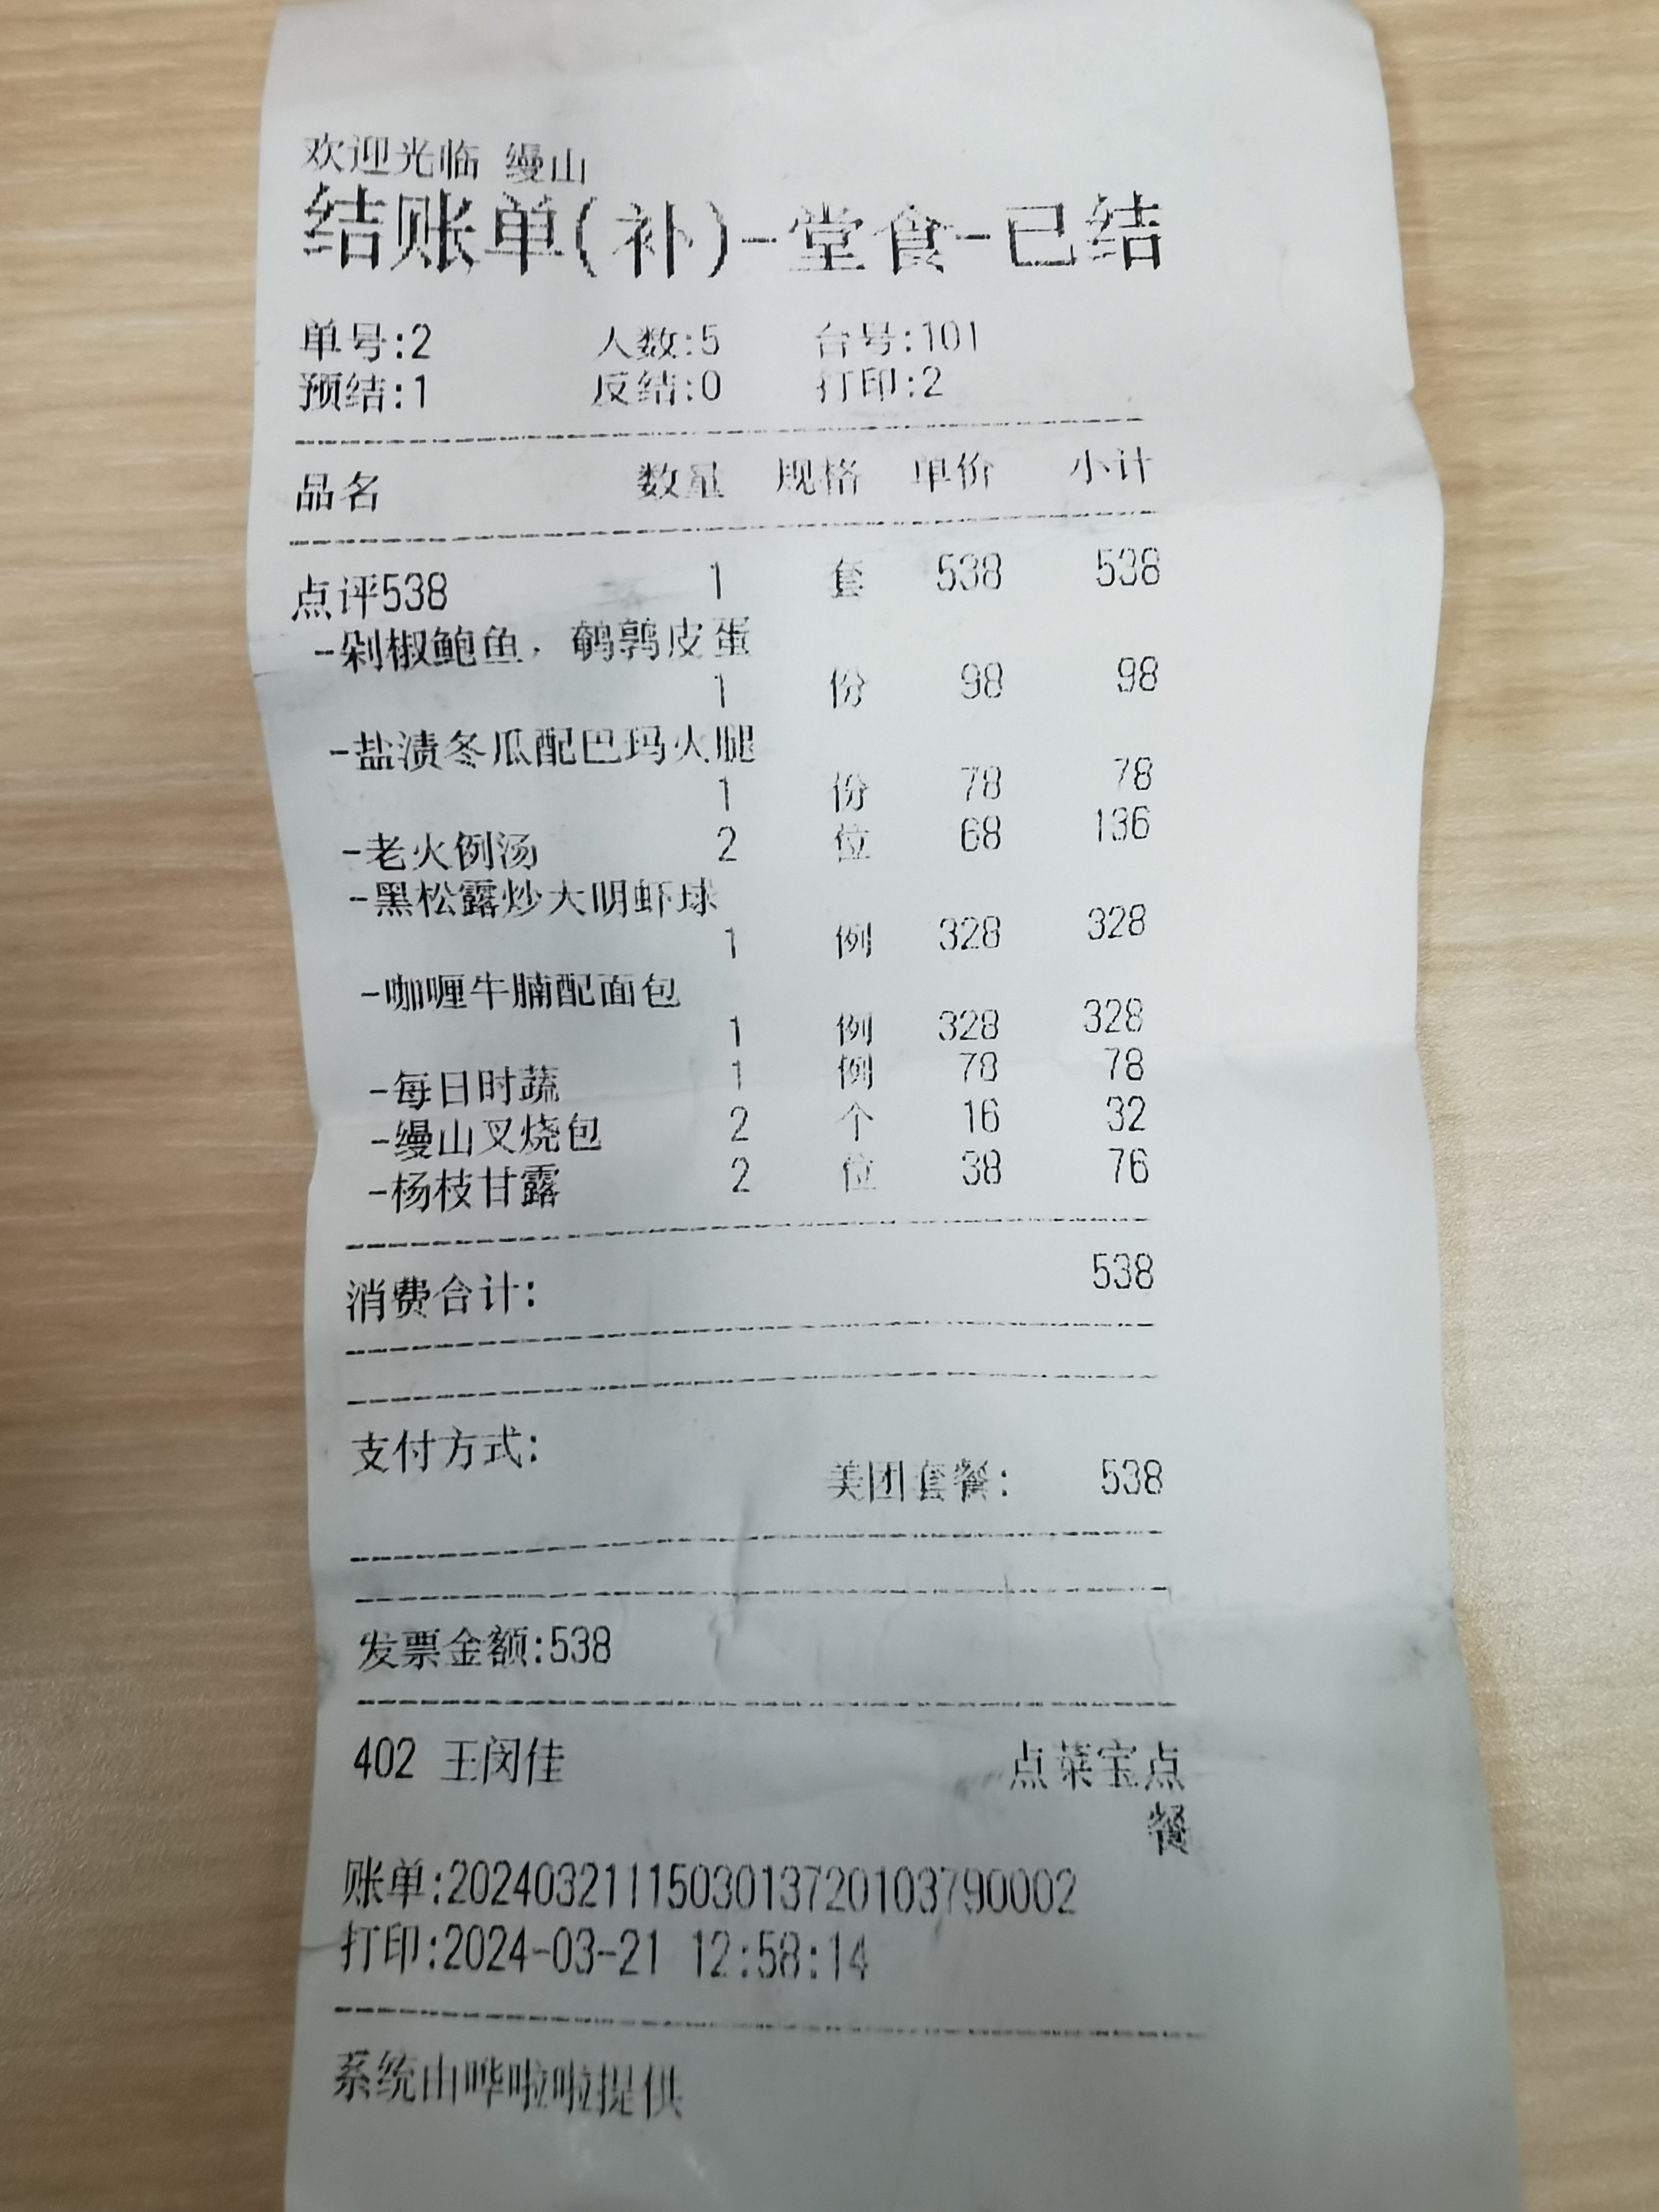 欢迎光临 缦山
结账单(补)-堂食-已结
单号:2 人数:5 台号:101
预结:1 反结:0 打印:2
品名 数量 规格 单价 小计
点评538 1 套 538 538
-剁椒鲍鱼，鹌鹑皮蛋
1 份 98 98
-盐渍冬瓜配巴玛火腿
1 份 78 78
-老火例汤 2 位 68 136
-黑松露炒大明虾球
1 例 328 328
-咖喱牛腩配面包
1 例 328 328
-每日时蔬 1 例 78 78
-缦山叉烧包 2 个 16 32
-杨枝甘露 2 位 38 76
消费合计: 538
支付方式:
美团套餐: 538
发票金额:538
402 王闵佳 点菜宝点
餐
账单:2024032111503013720103790002
打印:2024-03-21 12:58:14
系统由哗啦啦提供